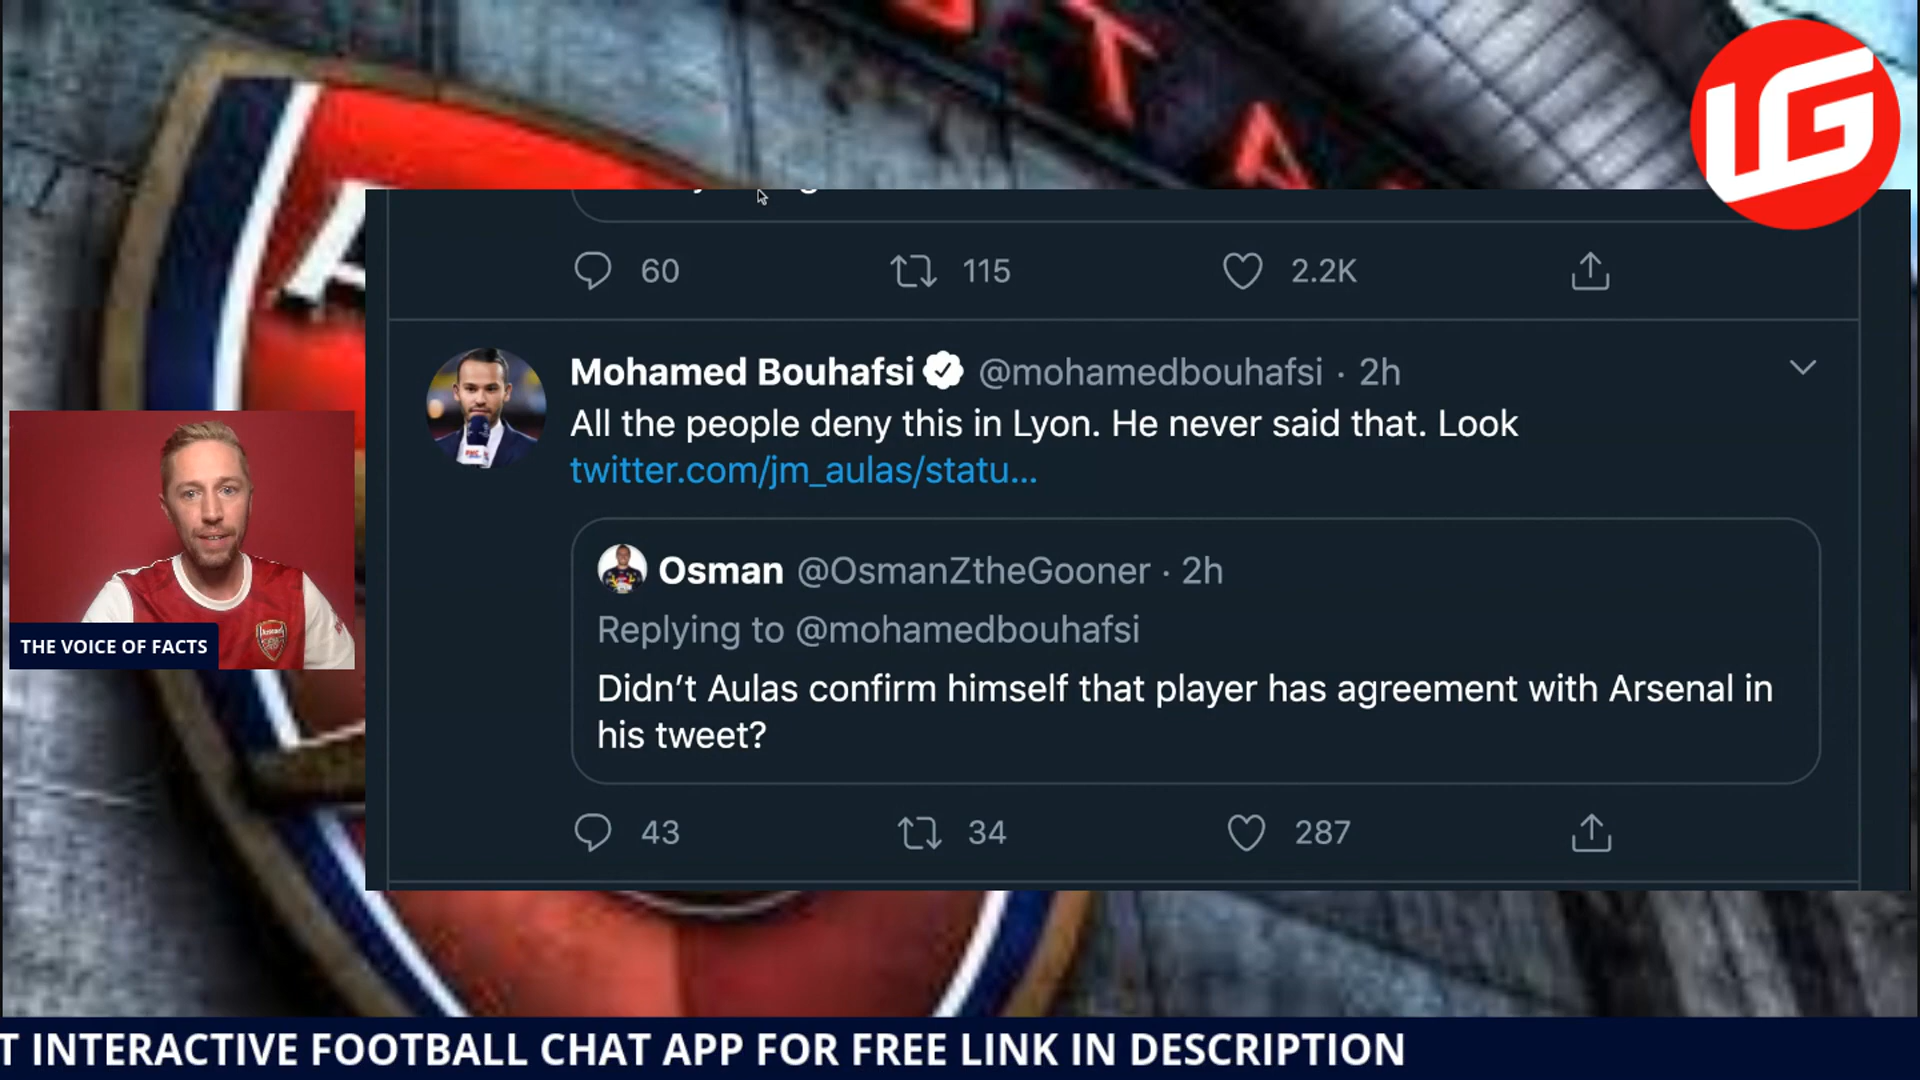 S T A
LG
A
60 115 2.2K
Mohamed Bouhafsi @mohamedbouhafsi · 2h
All the people deny this in Lyon. He never said that. Look
twitter.com/jm_aulas/statu...
Osman @OsmanZtheGooner · 2h
Replying to @mohamedbouhafsi
Didn’t Aulas confirm himself that player has agreement with Arsenal in
his tweet?
43 34 287
THE VOICE OF FACTS
Arsenal
T INTERACTIVE FOOTBALL CHAT APP FOR FREE LINK IN DESCRIPTION